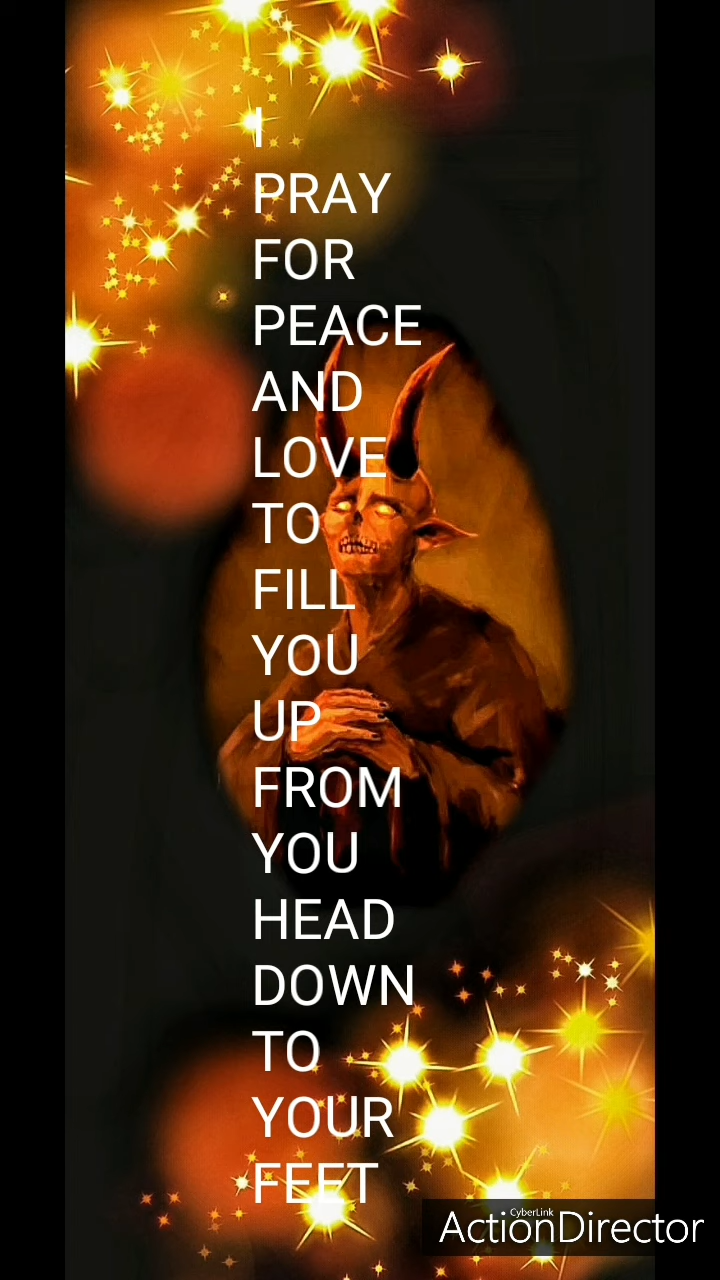 I
PRAY
FOR
PEACE
AND
LOVE
TO
FILL
YOU
UP
FROM
YOU
HEAD
DOWN
TO
YOUR
FEET
CyberLink
ActionDirector